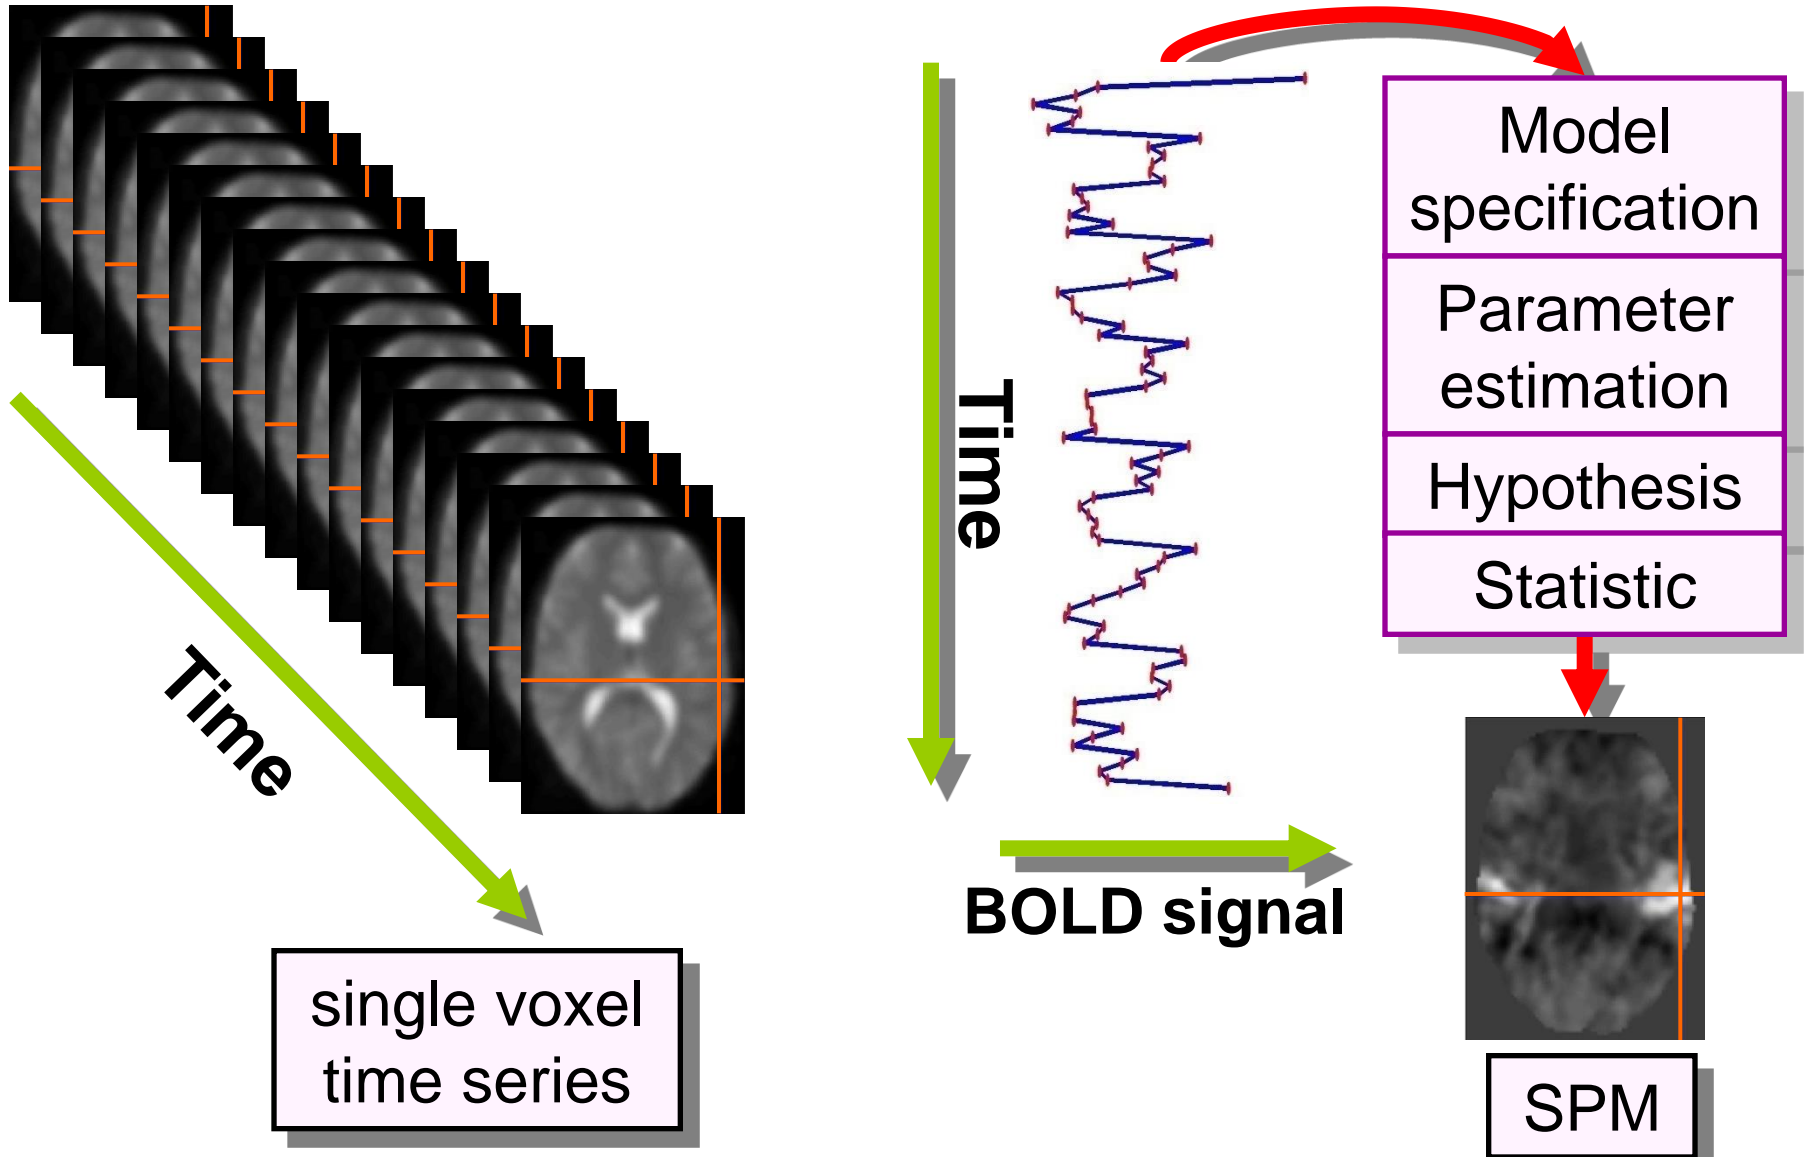 Time
single voxel
time series
Time
BOLD signal
Model
specification
Parameter
estimation
Hypothesis
Statistic
SPM